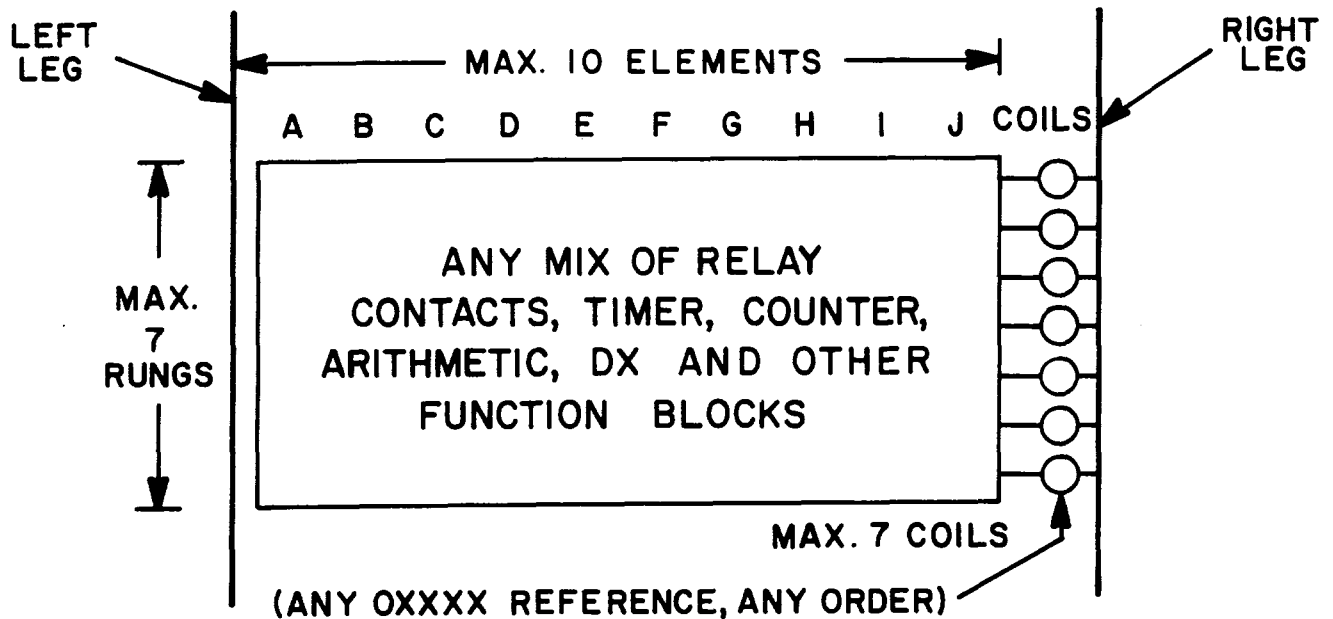 LEFT
LEG
MAX. 10 ELEMENTS
RIGHT
LEG
A B C D E F G H I J COILS
MAX.
7
RUNGS
ANY MIX OF RELAY
CONTACTS, TIMER, COUNTER,
ARITHMETIC, DX AND OTHER
FUNCTION BLOCKS
MAX. 7 COILS
(ANY OXXXX REFERENCE, ANY ORDER)